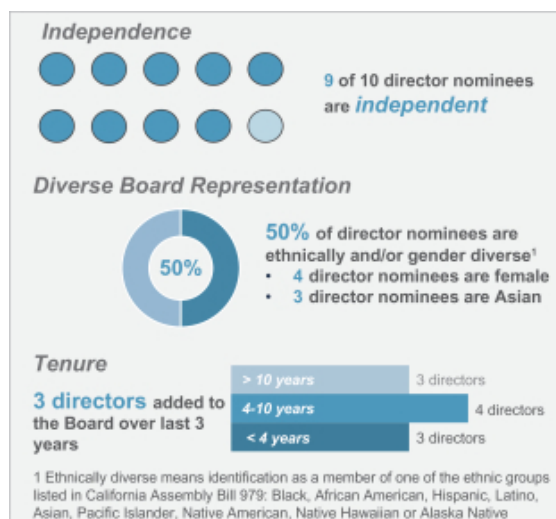 Independence
9 of 10 director nominees
are independent
Diverse Board Representation
50%
50% of director nominees are
ethnically and/or gender diverse¹
• 4 director nominees are female
• 3 director nominees are Asian
Tenure
3 directors added to
the Board over last 3
years
> 10 years 3 directors
4-10 years 4 directors
< 4 years 3 directors
1 Ethnically diverse means identification as a member of one of the ethnic groups
listed in California Assembly Bill 979: Black, African American, Hispanic, Latino,
Asian, Pacific Islander, Native American, Native Hawaiian or Alaska Native